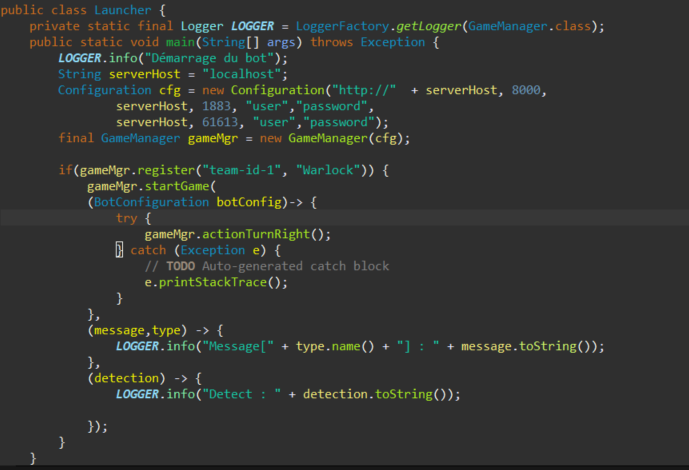 public class Launcher {
private static final Logger LOGGER = LoggerFactory.getLogger(GameManager.class);
public static void main(String[] args) throws Exception {
LOGGER.info("Démarrage du bot");
String serverHost = "localhost";
Configuration cfg = new Configuration("http://" + serverHost, 8000,
serverHost, 1883, "user","password",
serverHost, 61613, "user","password");
final GameManager gameMgr = new GameManager(cfg);
if(gameMgr.register("team-id-1", "Warlock")) {
gameMgr.startGame(
(BotConfiguration botConfig)-> {
try {
gameMgr.actionTurnRight();
} catch (Exception e) {
// TODO Auto-generated catch block
e.printStackTrace();
}
},
(message,type) -> {
LOGGER.info("Message[" + type.name() + "] : " + message.toString());
},
(detection) -> {
LOGGER.info("Detect : " + detection.toString());
});
}
}